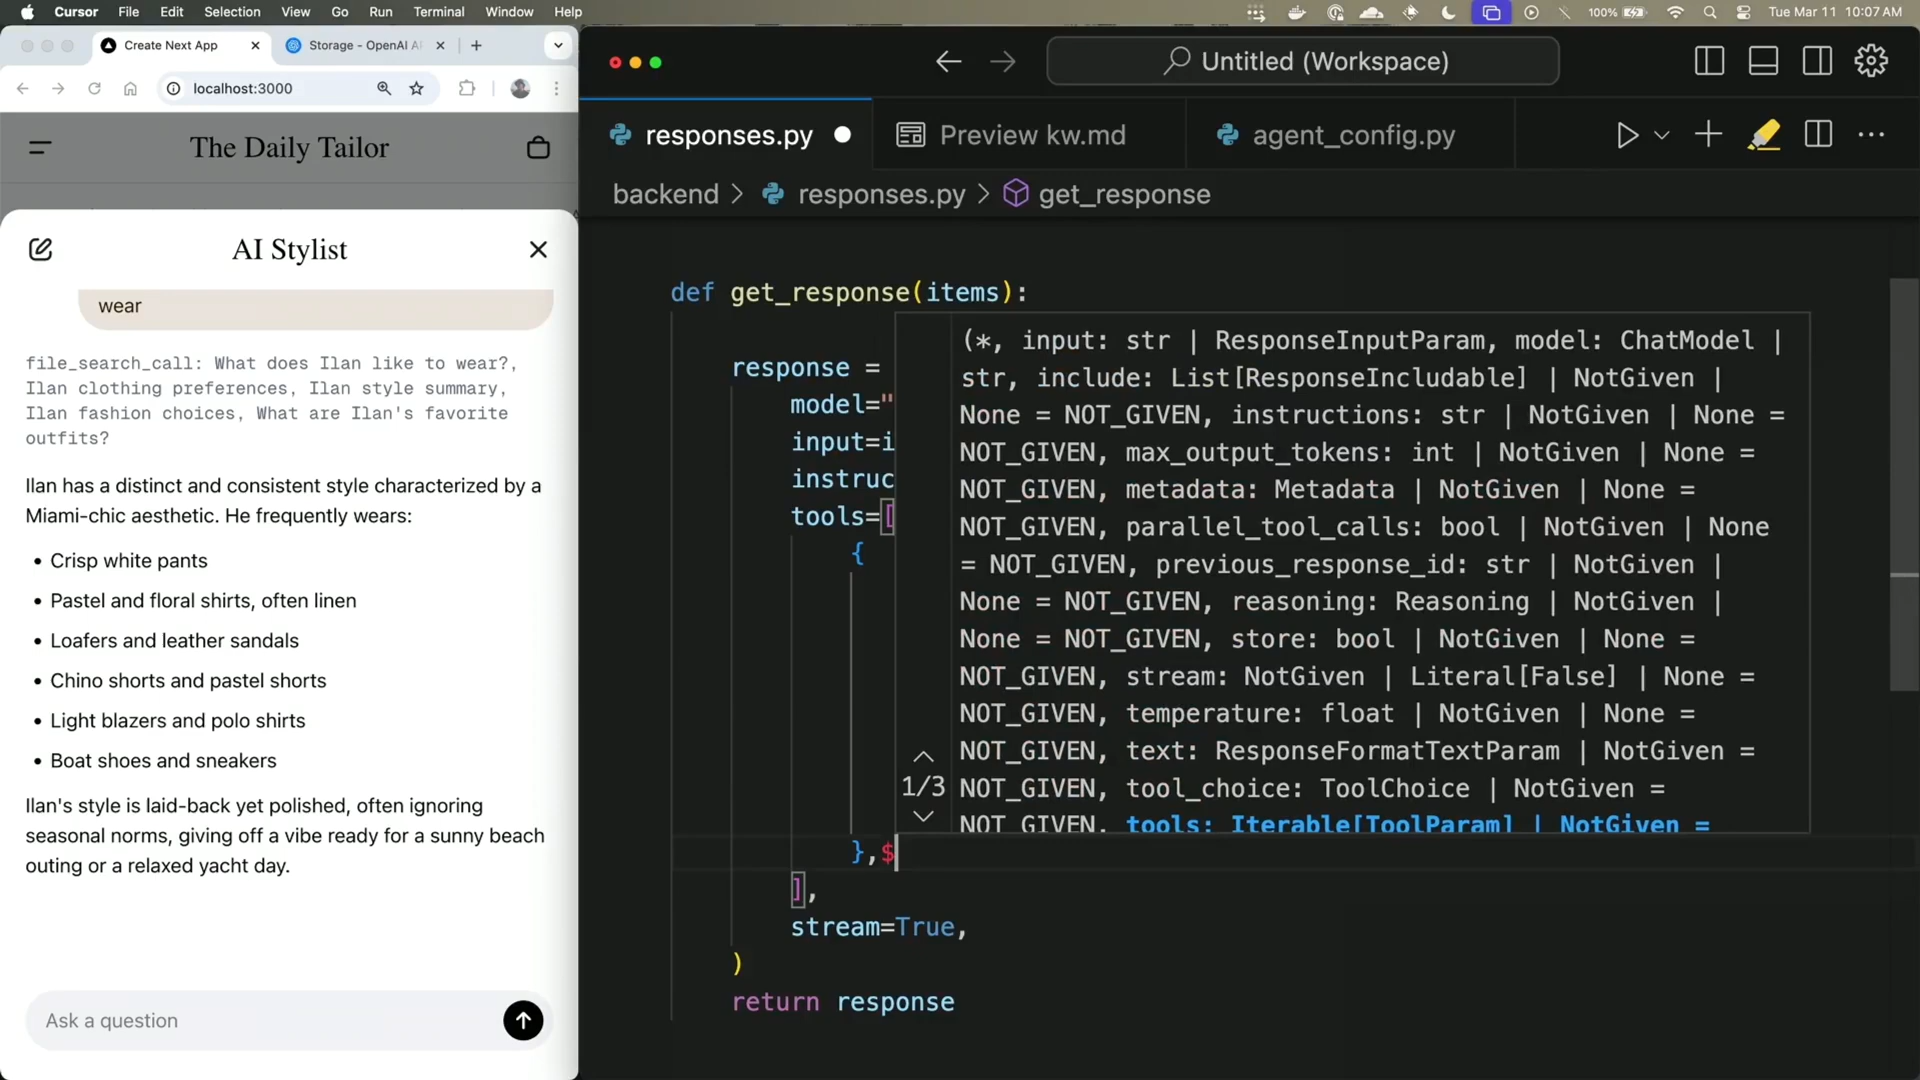 Cursor File Edit Selection View Go Run Terminal Window Help
100% Tue Mar 11 10:07 AM
Create Next App
Storage - OpenAI AP
localhost:3000
The Daily Tailor
AI Stylist
wear
file_search_call: What does Ilan like to wear?,
Ilan clothing preferences, Ilan style summary,
Ilan fashion choices, What are Ilan's favorite
outfits?
Ilan has a distinct and consistent style characterized by a
Miami-chic aesthetic. He frequently wears:
• Crisp white pants
• Pastel and floral shirts, often linen
• Loafers and leather sandals
• Chino shorts and pastel shorts
• Light blazers and polo shirts
• Boat shoes and sneakers
Ilan's style is laid-back yet polished, often ignoring
seasonal norms, giving off a vibe ready for a sunny beach
outing or a relaxed yacht day.
Ask a question
Untitled (Workspace)
responses.py
Preview kw.md
agent_config.py
backend > responses.py > get_response
def get_response(items):
response =
model="
input=i
instruc
tools=[
{
},$
],
stream=True,
)
return response
(*, input: str | ResponseInputParam, model: ChatModel |
str, include: List[ResponseIncludable] | NotGiven |
None = NOT_GIVEN, instructions: str | NotGiven | None =
NOT_GIVEN, max_output_tokens: int | NotGiven | None =
NOT_GIVEN, metadata: Metadata | NotGiven | None =
NOT_GIVEN, parallel_tool_calls: bool | NotGiven | None
= NOT_GIVEN, previous_response_id: str | NotGiven |
None = NOT_GIVEN, reasoning: Reasoning | NotGiven |
None = NOT_GIVEN, store: bool | NotGiven | None =
NOT_GIVEN, stream: NotGiven | Literal[False] | None =
NOT_GIVEN, temperature: float | NotGiven | None =
NOT_GIVEN, text: ResponseFormatTextParam | NotGiven =
NOT_GIVEN, tool_choice: ToolChoice | NotGiven =
NOT_GIVEN, tools: Iterable[ToolParam] | NotGiven =
1/3